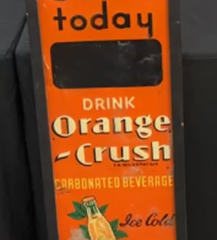 today
DRINK
Orange
-Crush
CARBONATED BEVERAGE
Ice Cold